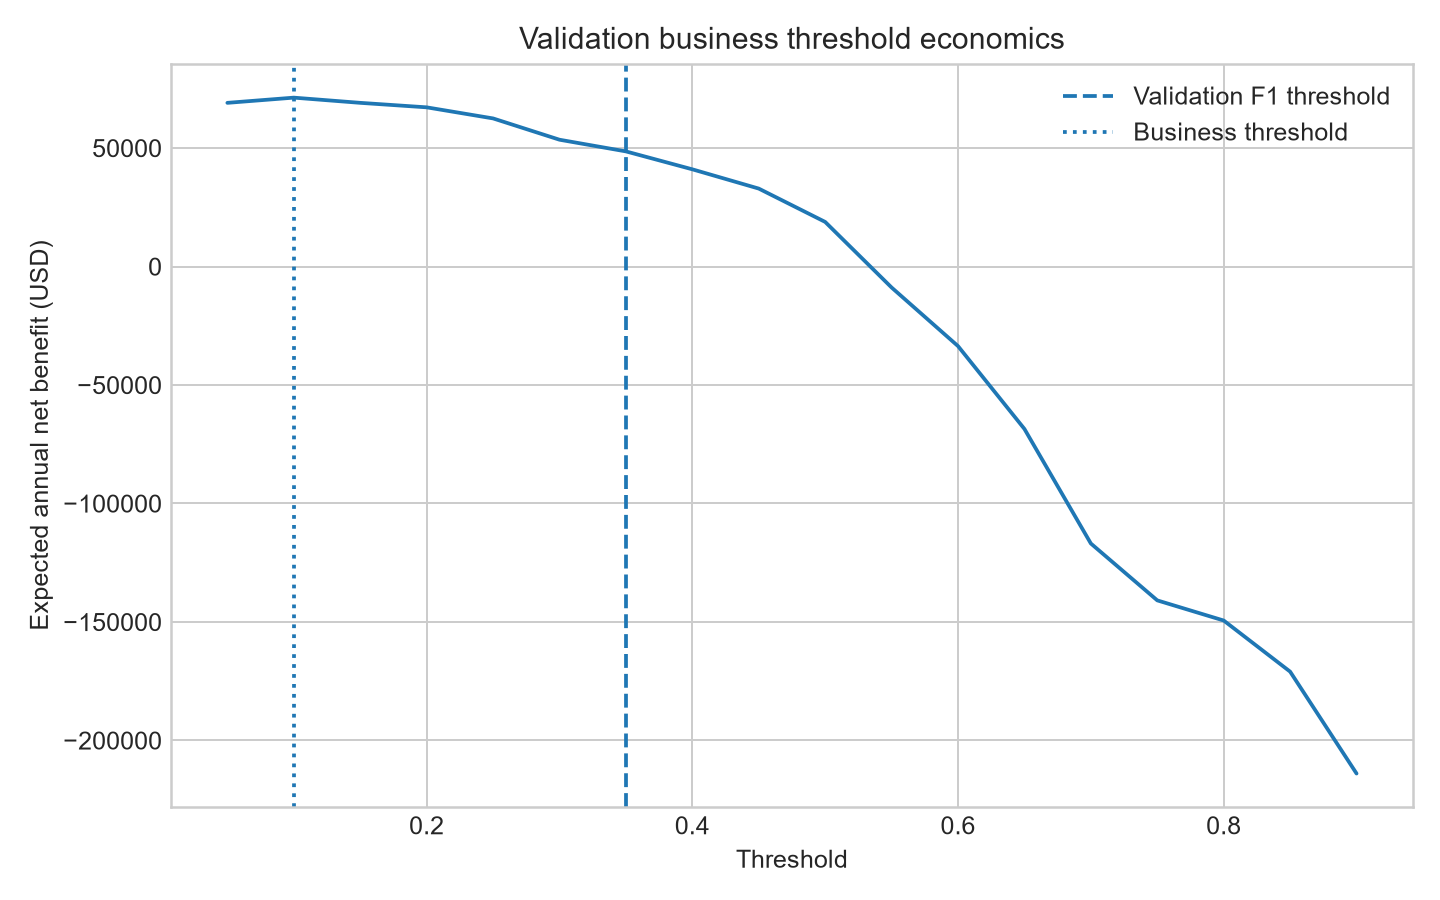 Validation business threshold economics
Validation F1 threshold
Business threshold
Expected annual net benefit (USD)
50000
0
−50000
−100000
−150000
−200000
0.2 0.4 0.6 0.8
Threshold